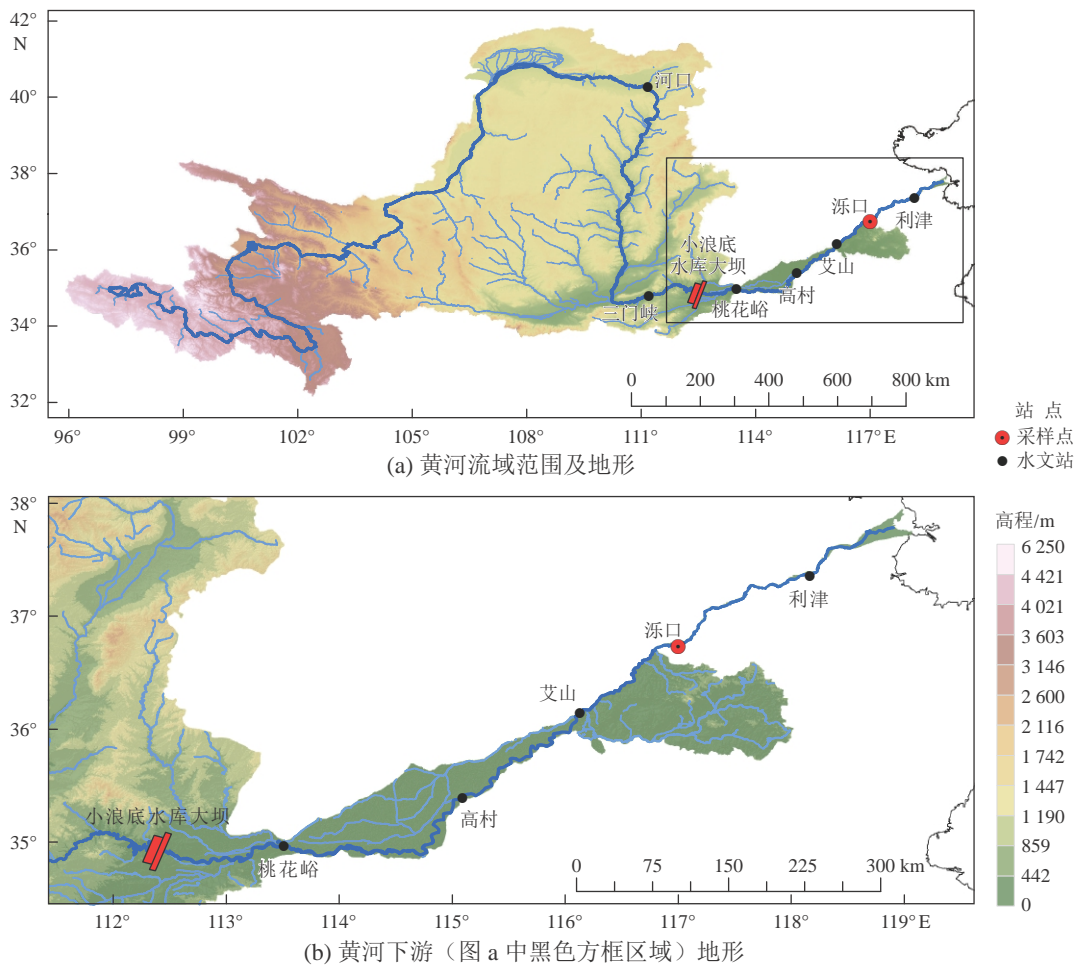 42°
N
40°
38°
36°
34°
32°
河口
泺口
利津
小浪底
水库大坝
艾山
高村
桃花峪
三门峡
0 200 400 600 800 km
96° 99° 102° 105° 108° 111° 114° 117° E
(a) 黄河流域范围及地形
站 点
采样点
水文站
38°
N
37°
36°
35°
利津
泺口
艾山
高村
小浪底水库大坝
桃花峪
0 75 150 225 300 km
112° 113° 114° 115° 116° 117° 118° 119° E
高程/m
6 250
4 421
4 021
3 603
3 146
2 600
2 116
1 742
1 447
1 190
859
442
0
(b) 黄河下游（图 a 中黑色方框区域）地形